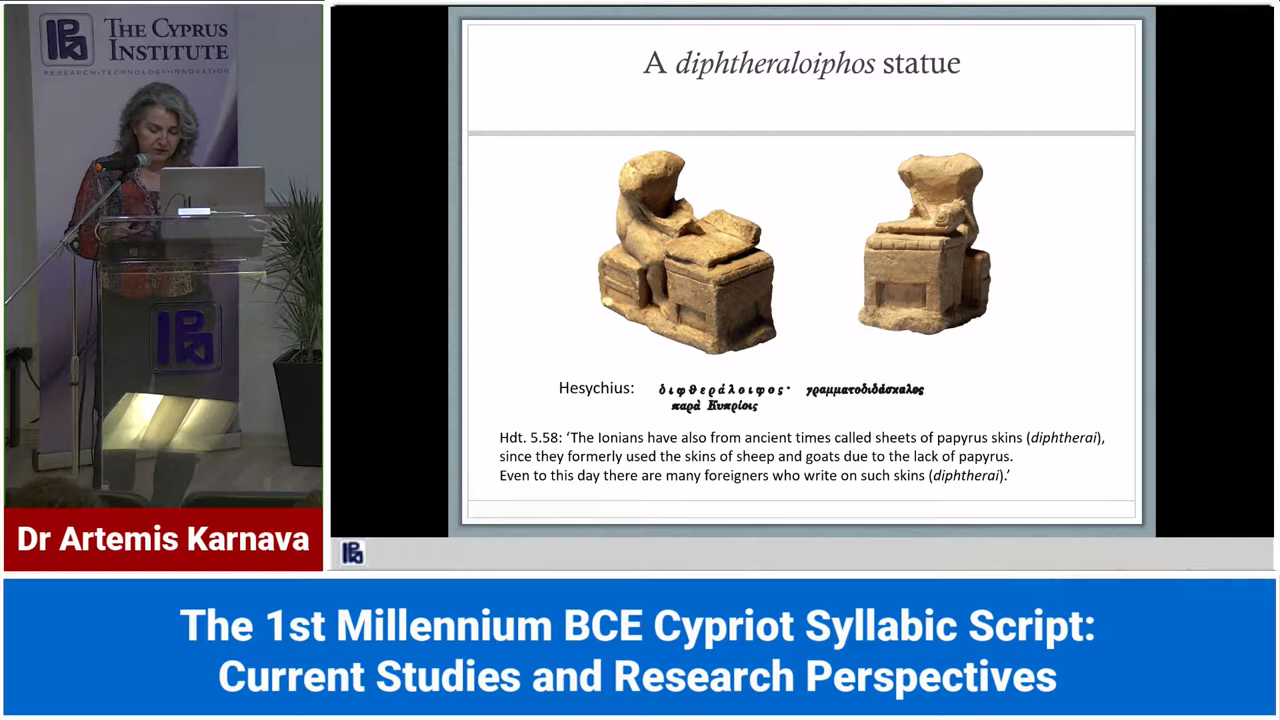 THE CYPRUS
INSTITUTE
RESEARCH•TECHNOLOGY•INNOVATION
A diphtheraloiphos statue
Hesychius: διφθεράλοιφος· γραμματοδιδάσκαλος
παρὰ Κυπρίοις
Hdt. 5.58: ‘The Ionians have also from ancient times called sheets of papyrus skins (diphtherai),
since they formerly used the skins of sheep and goats due to the lack of papyrus.
Even to this day there are many foreigners who write on such skins (diphtherai).’
Dr Artemis Karnava
The 1st Millennium BCE Cypriot Syllabic Script:
Current Studies and Research Perspectives